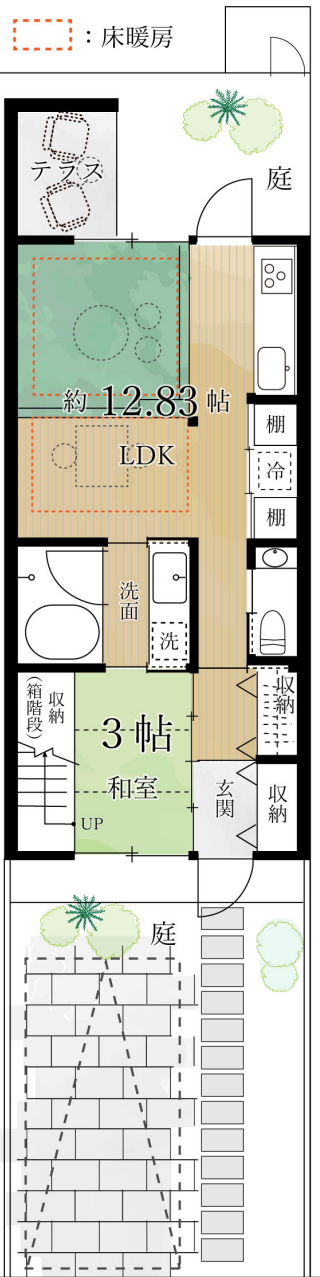 ：床暖房
テラス
庭
約 12.83 帖
LDK
棚
冷
棚
洗面
洗
収納
(箱階段)
収納
3 帖
和室
玄関
収納
UP
庭